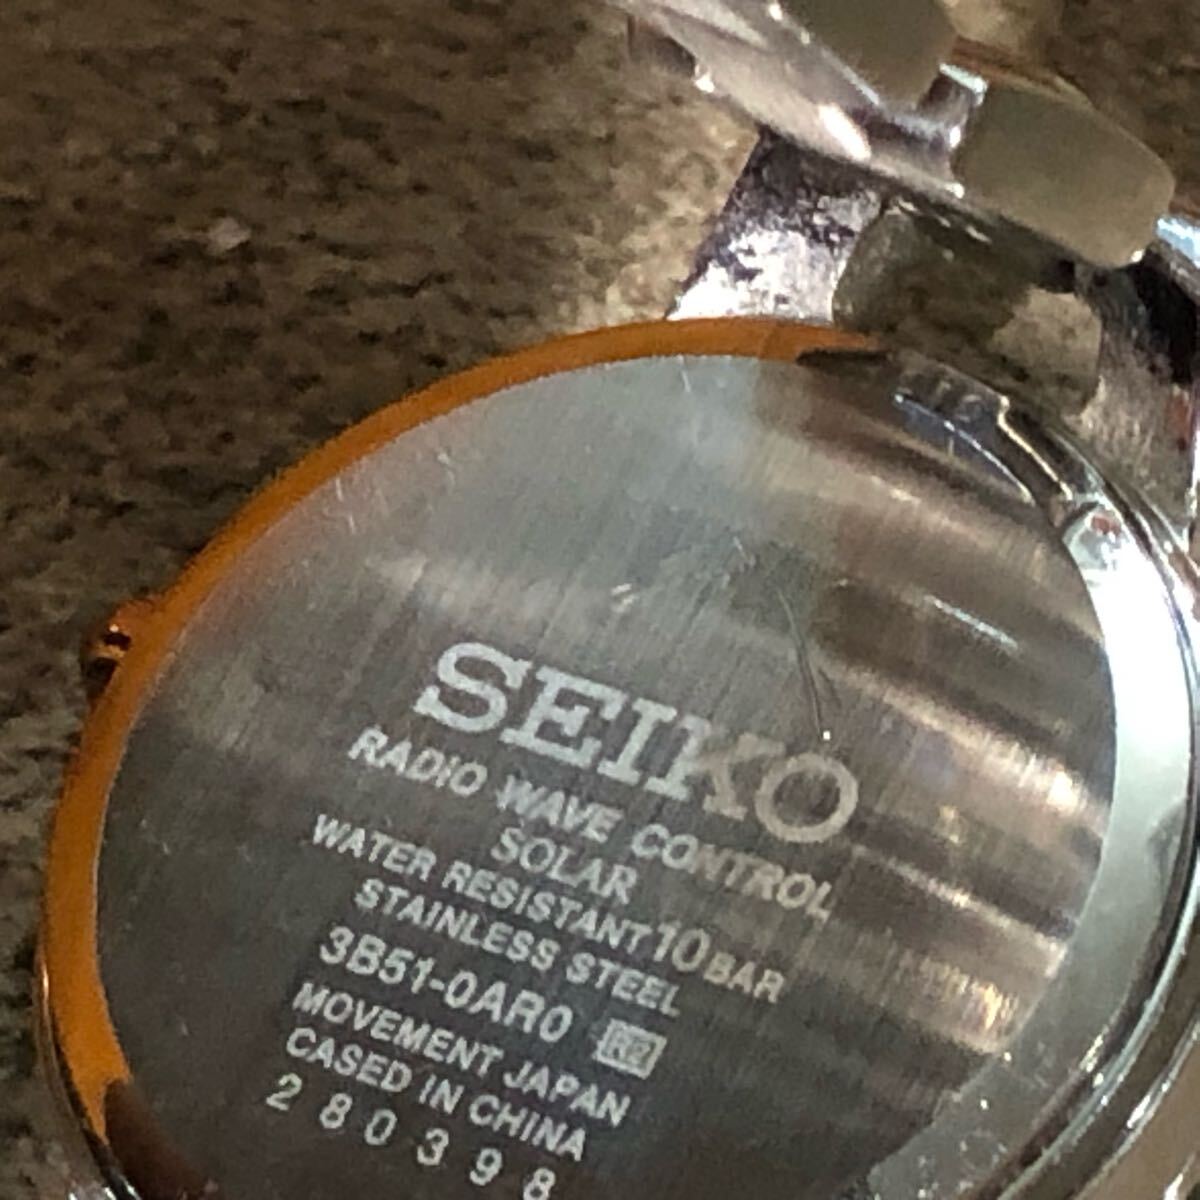 SEIKO
RADIO WAVE CONTROL
SOLAR
WATER RESISTANT 10 BAR
STAINLESS STEEL
3B51-0AR0 R2
MOVEMENT JAPAN
CASED IN CHINA
280398